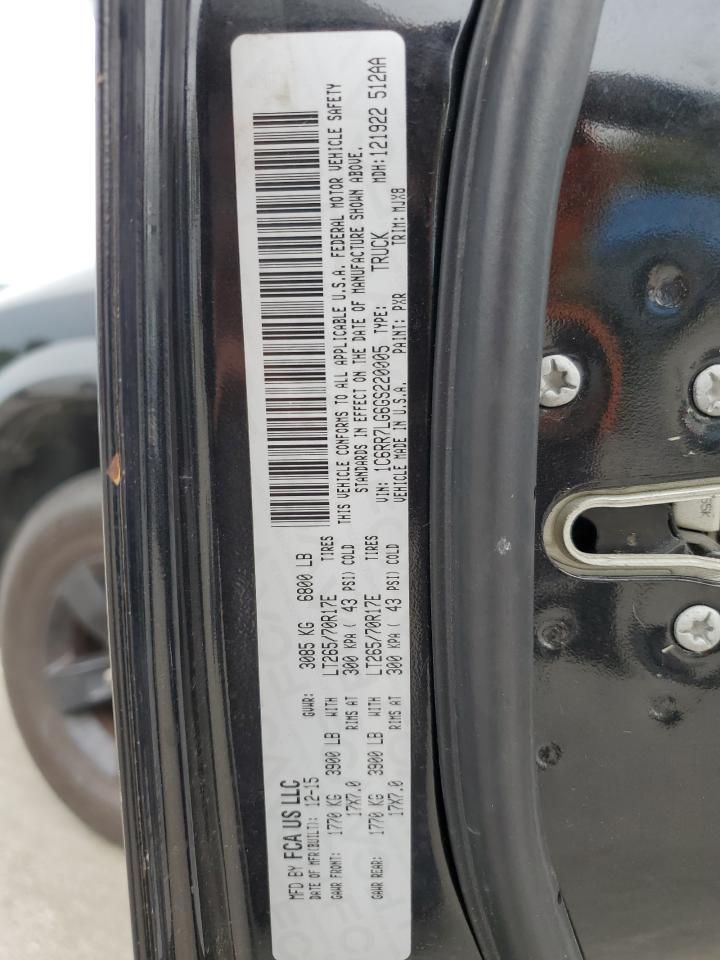 MFD BY FCA US LLC
DATE OF MFR(BUILT): 12-15 GVWR: 3085 KG 6800 LB
GAWR FRONT: 1770 KG 3900 LB WITH LT265/70R17E TIRES
17X7.0 RIMS AT 300 KPA ( 43 PSI) COLD
GAWR REAR: 1770 KG 3900 LB WITH LT265/70R17E TIRES
17X7.0 RIMS AT 300 KPA ( 43 PSI) COLD
THIS VEHICLE CONFORMS TO ALL APPLICABLE U.S.A. FEDERAL MOTOR VEHICLE SAFETY
STANDARDS IN EFFECT ON THE DATE OF MANUFACTURE SHOWN ABOVE.
VIN: 1C6RR7LG6GS220005 TYPE: TRUCK MDH: 121922 512AA
VEHICLE MADE IN U.S.A. PAINT: PXR TRIM: MJX8